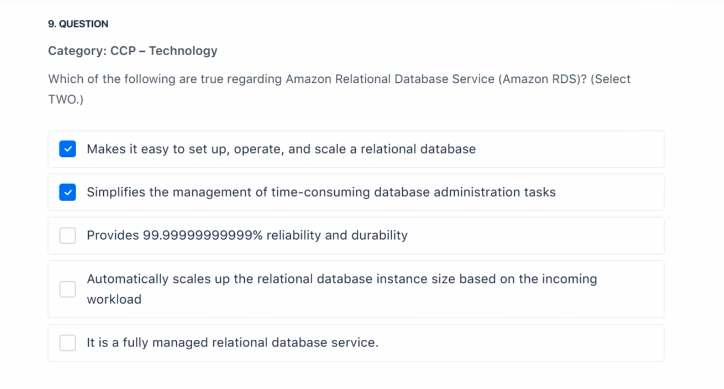 9. QUESTION
Category: CCP – Technology
Which of the following are true regarding Amazon Relational Database Service (Amazon RDS)? (Select
TWO.)
Makes it easy to set up, operate, and scale a relational database
Simplifies the management of time-consuming database administration tasks
Provides 99.99999999999% reliability and durability
Automatically scales up the relational database instance size based on the incoming
workload
It is a fully managed relational database service.